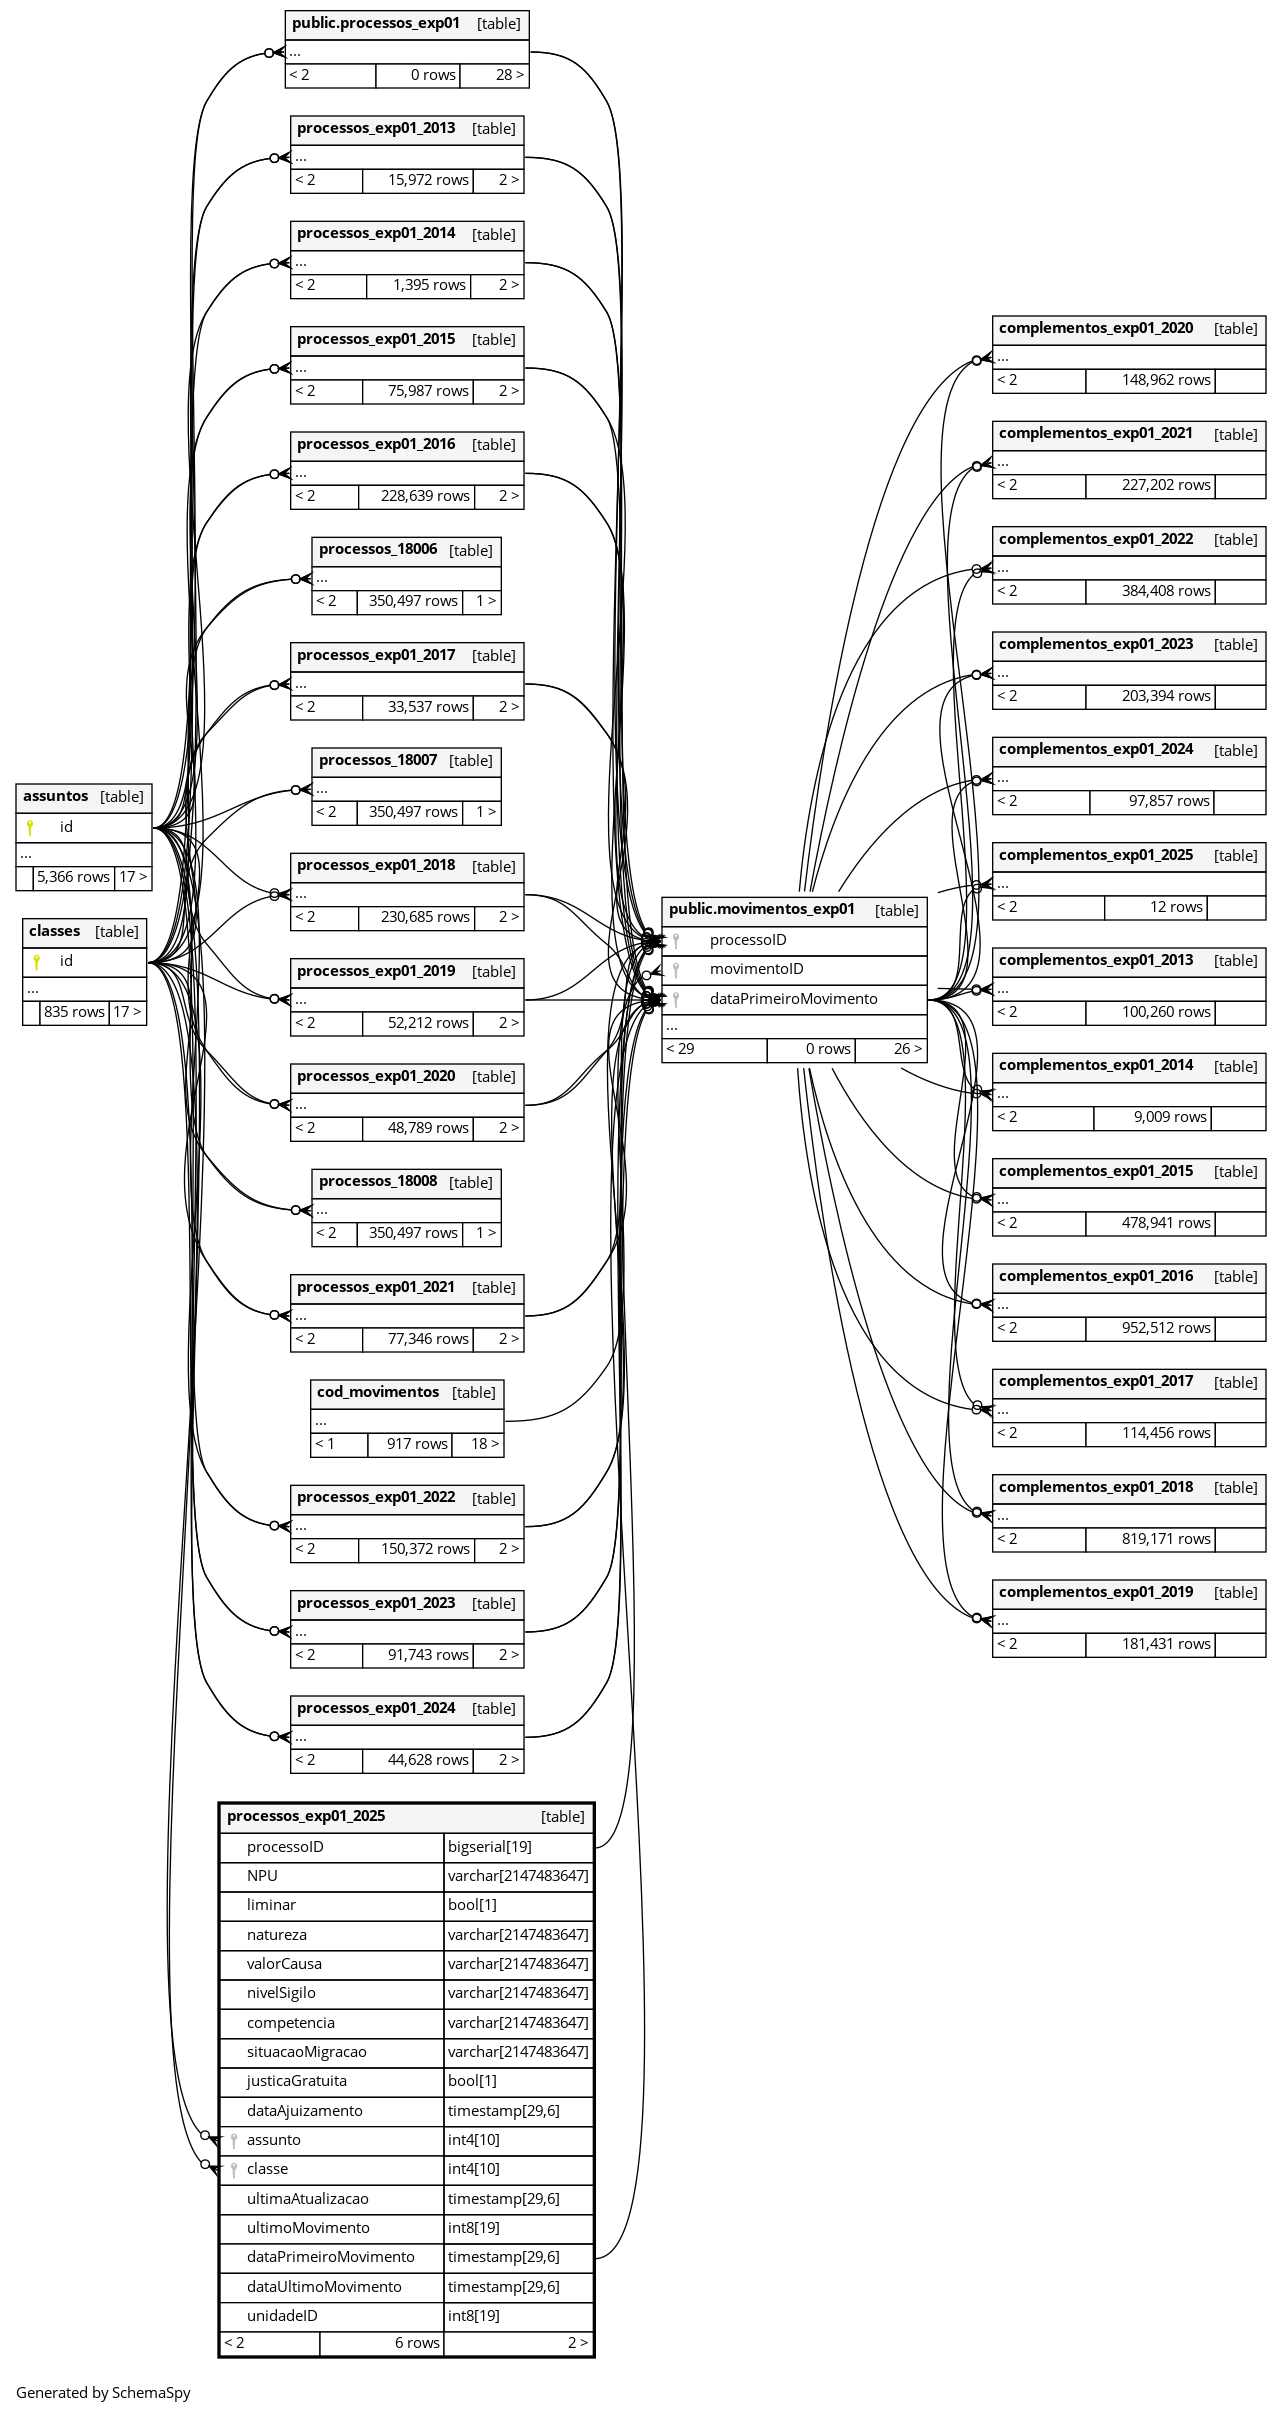 public.processos_exp01 [table]
...
< 2 0 rows 28 >
processos_exp01_2013 [table]
...
< 2 15,972 rows 2 >
processos_exp01_2014 [table]
...
< 2 1,395 rows 2 >
processos_exp01_2015 [table]
...
< 2 75,987 rows 2 >
processos_exp01_2016 [table]
...
< 2 228,639 rows 2 >
processos_18006 [table]
...
< 2 350,497 rows 1 >
processos_exp01_2017 [table]
...
< 2 33,537 rows 2 >
processos_18007 [table]
...
< 2 350,497 rows 1 >
assuntos [table]
id
...
5,366 rows 17 >
classes [table]
id
...
835 rows 17 >
processos_exp01_2018 [table]
...
< 2 230,685 rows 2 >
processos_exp01_2019 [table]
...
< 2 52,212 rows 2 >
processos_exp01_2020 [table]
...
< 2 48,789 rows 2 >
processos_18008 [table]
...
< 2 350,497 rows 1 >
processos_exp01_2021 [table]
...
< 2 77,346 rows 2 >
cod_movimentos [table]
...
< 1 917 rows 18 >
processos_exp01_2022 [table]
...
< 2 150,372 rows 2 >
processos_exp01_2023 [table]
...
< 2 91,743 rows 2 >
processos_exp01_2024 [table]
...
< 2 44,628 rows 2 >
processos_exp01_2025 [table]
processoID bigserial[19]
NPU varchar[2147483647]
liminar bool[1]
natureza varchar[2147483647]
valorCausa varchar[2147483647]
nivelSigilo varchar[2147483647]
competencia varchar[2147483647]
situacaoMigracao varchar[2147483647]
justicaGratuita bool[1]
dataAjuizamento timestamp[29,6]
assunto int4[10]
classe int4[10]
ultimaAtualizacao timestamp[29,6]
ultimoMovimento int8[19]
dataPrimeiroMovimento timestamp[29,6]
dataUltimoMovimento timestamp[29,6]
unidadeID int8[19]
< 2 6 rows 2 >
public.movimentos_exp01 [table]
processoID
movimentoID
dataPrimeiroMovimento
...
< 29 0 rows 26 >
complementos_exp01_2020 [table]
...
< 2 148,962 rows
complementos_exp01_2021 [table]
...
< 2 227,202 rows
complementos_exp01_2022 [table]
...
< 2 384,408 rows
complementos_exp01_2023 [table]
...
< 2 203,394 rows
complementos_exp01_2024 [table]
...
< 2 97,857 rows
complementos_exp01_2025 [table]
...
< 2 12 rows
complementos_exp01_2013 [table]
...
< 2 100,260 rows
complementos_exp01_2014 [table]
...
< 2 9,009 rows
complementos_exp01_2015 [table]
...
< 2 478,941 rows
complementos_exp01_2016 [table]
...
< 2 952,512 rows
complementos_exp01_2017 [table]
...
< 2 114,456 rows
complementos_exp01_2018 [table]
...
< 2 819,171 rows
complementos_exp01_2019 [table]
...
< 2 181,431 rows
Generated by SchemaSpy